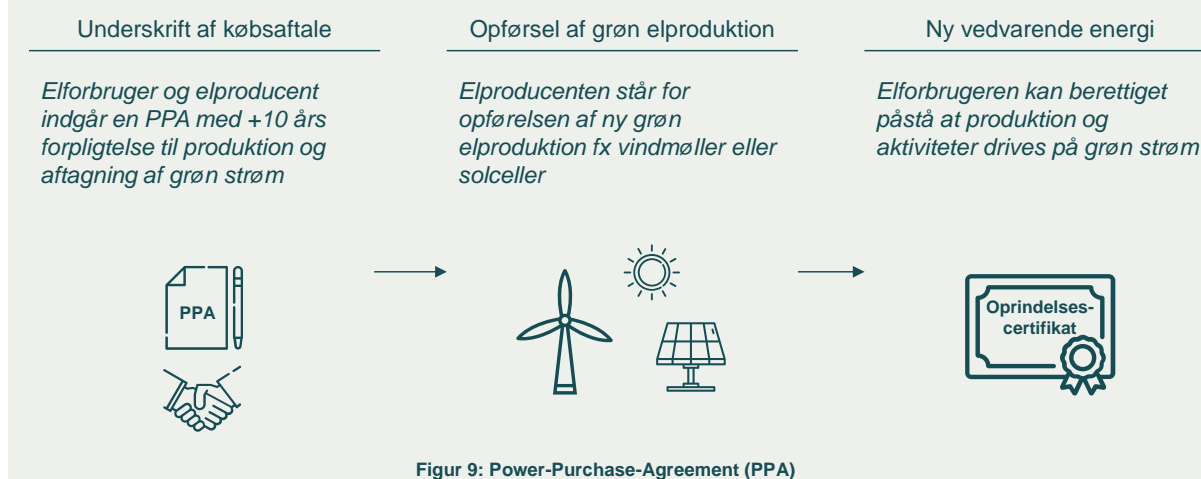 Underskrift af købsaftale
Elforbruger og elproducent
indgår en PPA med +10 års
forpligtelse til produktion og
aftagning af grøn strøm
PPA
Opførsel af grøn elproduktion
Elproducenten står for
opførelsen af ny grøn
elproduktion fx vindmøller eller
solceller
Ny vedvarende energi
Elforbrugeren kan berettiget
påstå at produktion og
aktiviteter drives på grøn strøm
Oprindelses-
certifikat
Figur 9: Power-Purchase-Agreement (PPA)